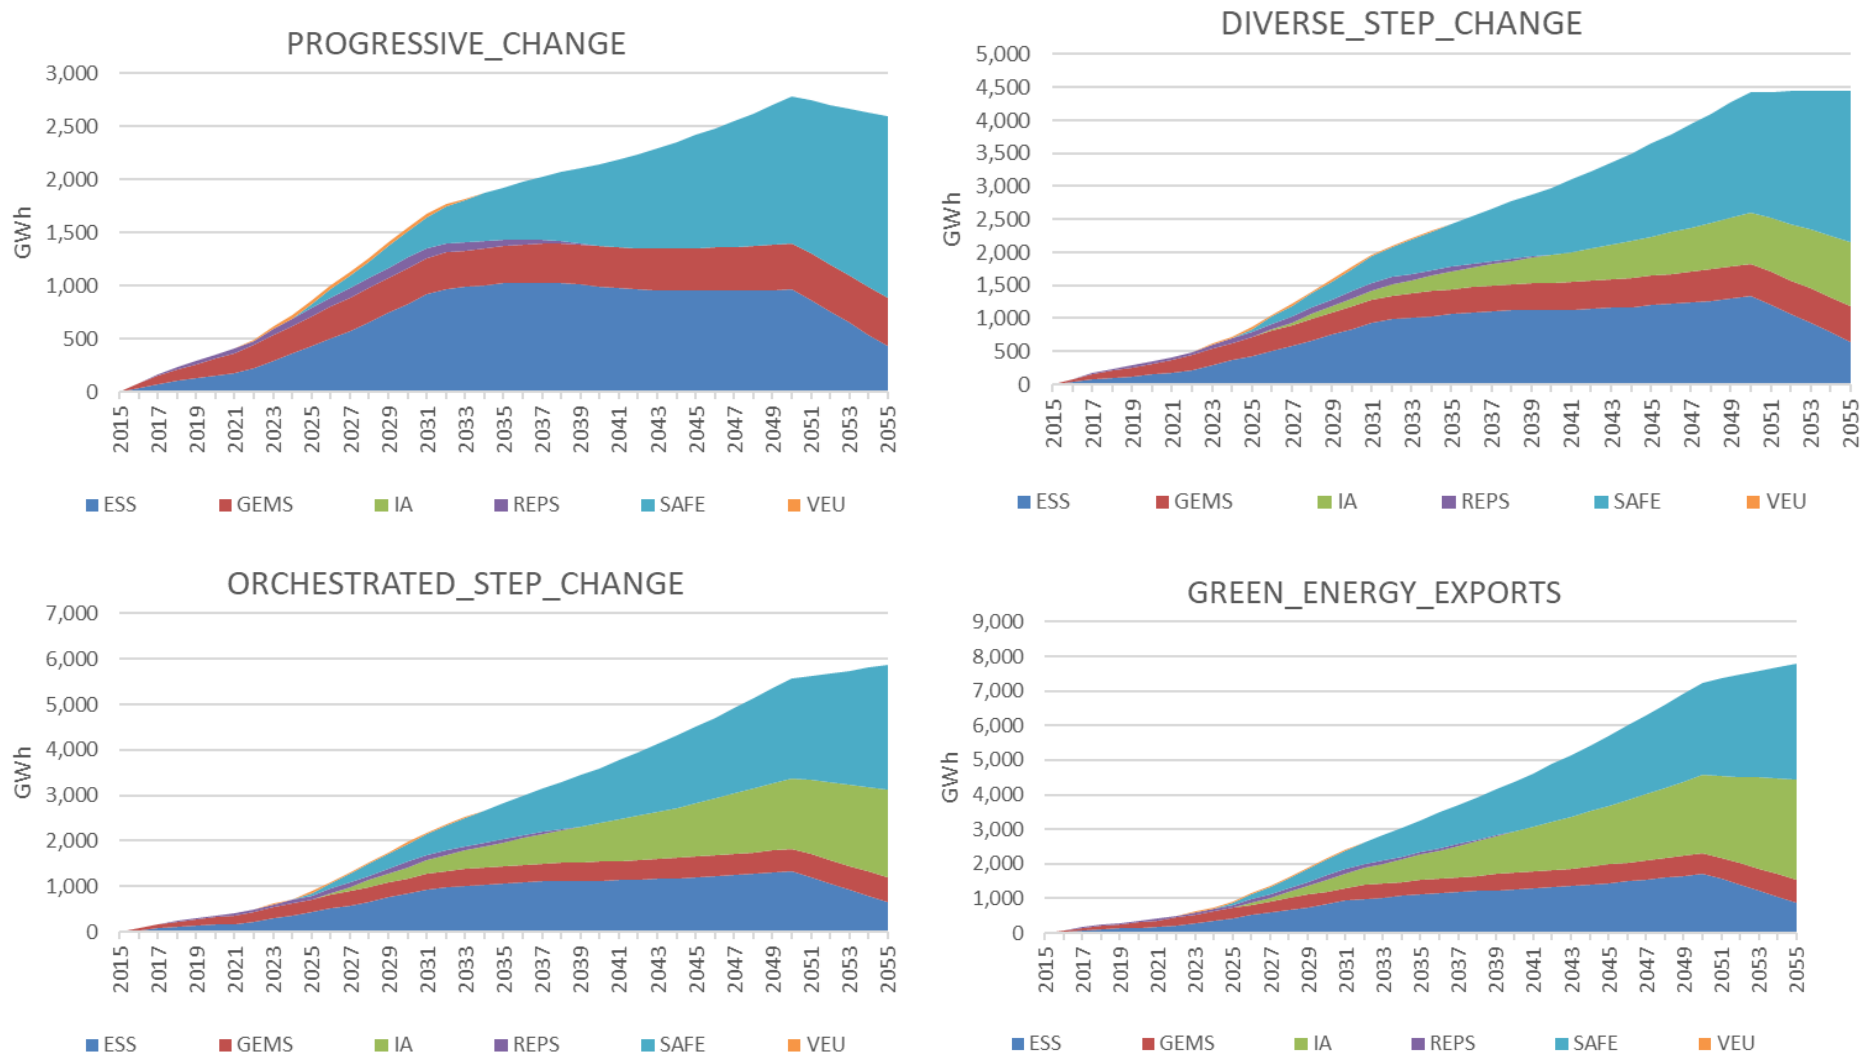 PROGRESSIVE_CHANGE
3,000
2,500
2,000
1,500
1,000
500
0
GWh
2015 2017 2019 2021 2023 2025 2027 2029 2031 2033 2035 2037 2039 2041 2043 2045 2047 2049 2051 2053 2055
ESS GEMS IA REPS SAFE VEU
DIVERSE_STEP_CHANGE
5,000
4,500
4,000
3,500
3,000
2,500
2,000
1,500
1,000
500
0
GWh
2015 2017 2019 2021 2023 2025 2027 2029 2031 2033 2035 2037 2039 2041 2043 2045 2047 2049 2051 2053 2055
ESS GEMS IA REPS SAFE VEU
ORCHESTRATED_STEP_CHANGE
7,000
6,000
5,000
4,000
3,000
2,000
1,000
0
GWh
2015 2017 2019 2021 2023 2025 2027 2029 2031 2033 2035 2037 2039 2041 2043 2045 2047 2049 2051 2053 2055
ESS GEMS IA REPS SAFE VEU
GREEN_ENERGY_EXPORTS
9,000
8,000
7,000
6,000
5,000
4,000
3,000
2,000
1,000
0
GWh
2015 2017 2019 2021 2023 2025 2027 2029 2031 2033 2035 2037 2039 2041 2043 2045 2047 2049 2051 2053 2055
ESS GEMS IA REPS SAFE VEU